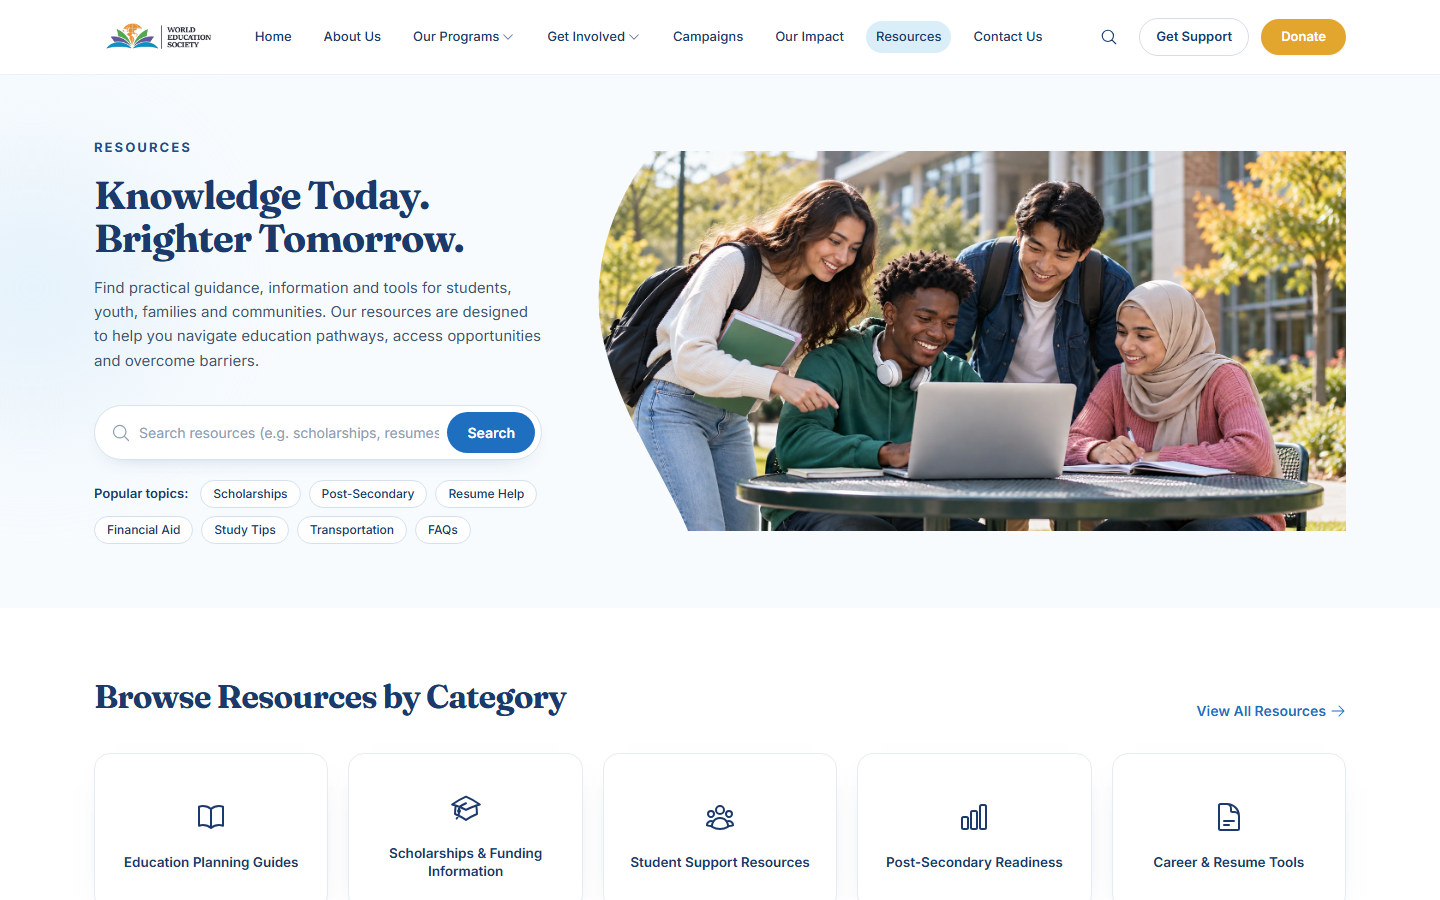 WORLD
EDUCATION
SOCIETY
Home
About Us
Our Programs
Get Involved
Campaigns
Our Impact
Resources
Contact Us
Get Support
Donate
RESOURCES
Knowledge Today.
Brighter Tomorrow.
Find practical guidance, information and tools for students,
youth, families and communities. Our resources are designed
to help you navigate education pathways, access opportunities
and overcome barriers.
Search resources (e.g. scholarships, resumes
Search
Popular topics:
Scholarships
Post-Secondary
Resume Help
Financial Aid
Study Tips
Transportation
FAQs
Browse Resources by Category
View All Resources
Education Planning Guides
Scholarships & Funding
Information
Student Support Resources
Post-Secondary Readiness
Career & Resume Tools